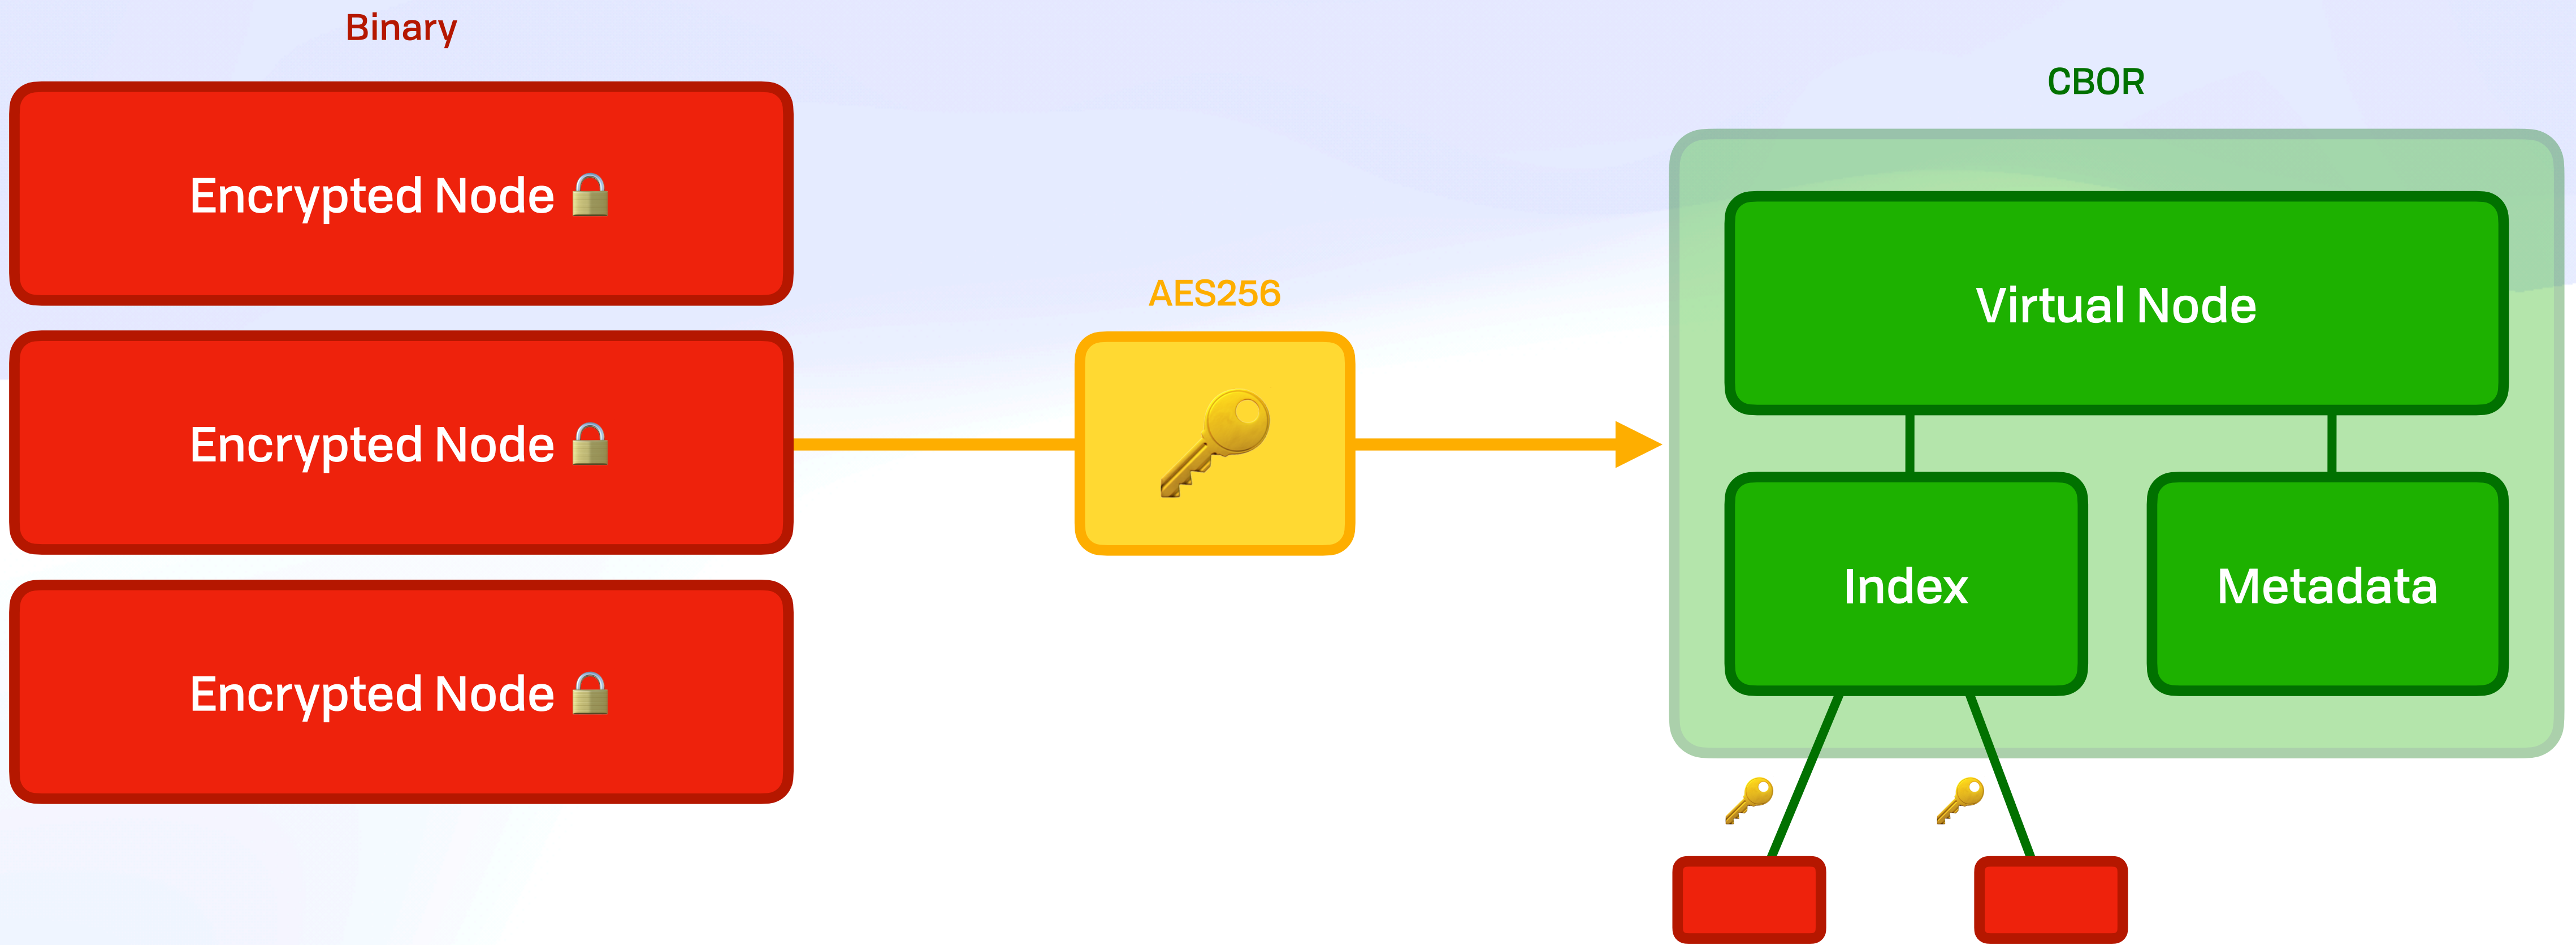 Binary
Encrypted Node 🔒
Encrypted Node 🔒
Encrypted Node 🔒
AES256
CBOR
Virtual Node
Index
Metadata